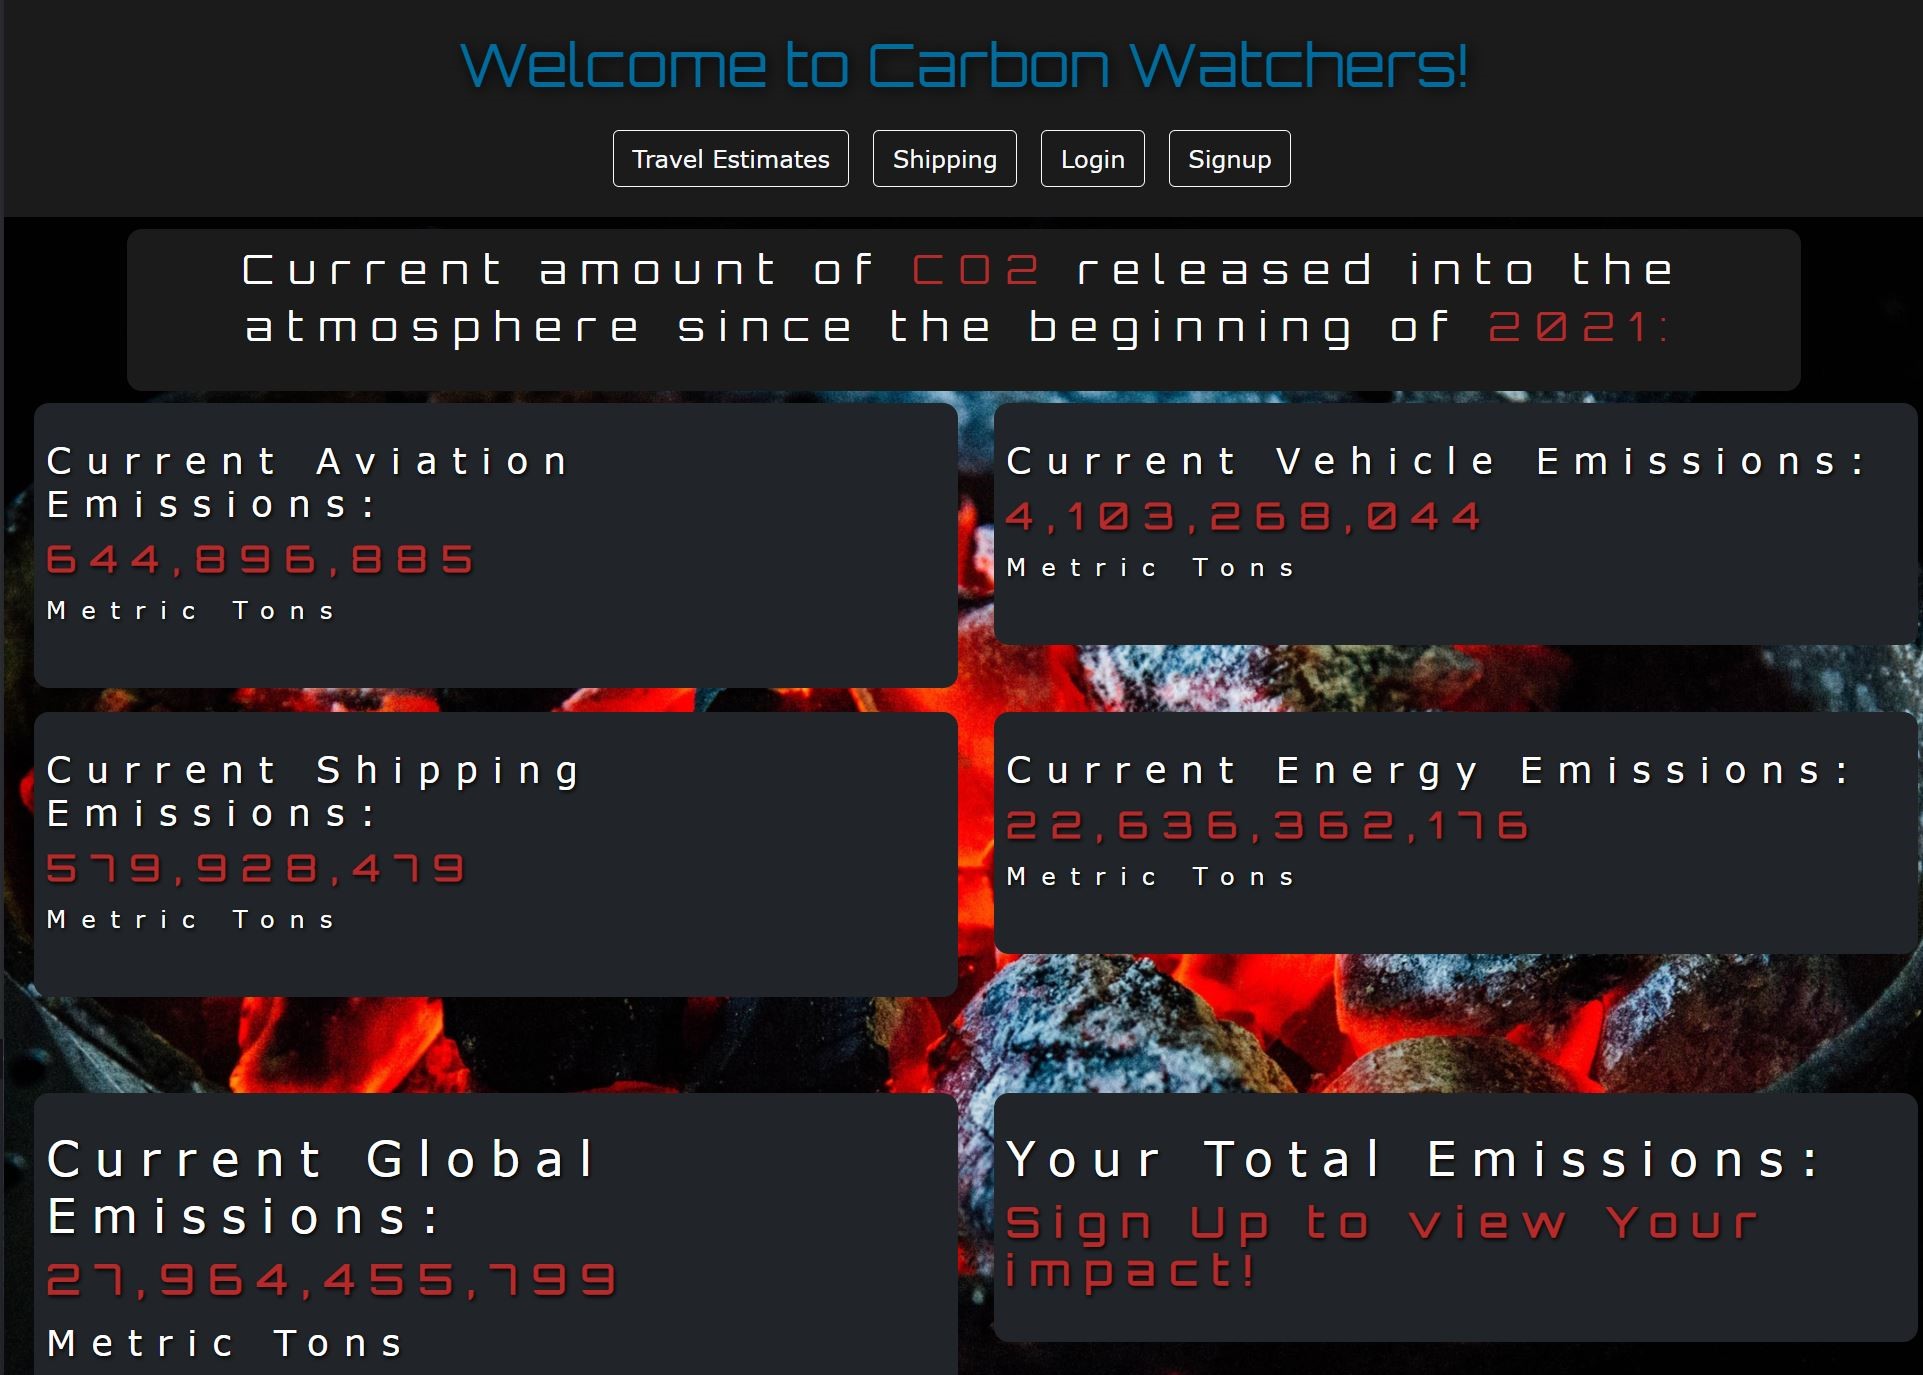 Welcome to Carbon Watchers!
Travel Estimates
Shipping
Login
Signup
Current amount of CO2 released into the
atmosphere since the beginning of 2021:
Current Aviation
Emissions:
644,896,885
Metric Tons
Current Vehicle Emissions:
4,103,268,044
Metric Tons
Current Shipping
Emissions:
579,928,479
Metric Tons
Current Energy Emissions:
22,636,362,176
Metric Tons
Current Global
Emissions:
27,964,455,799
Metric Tons
Your Total Emissions:
Sign Up to view Your
impact!